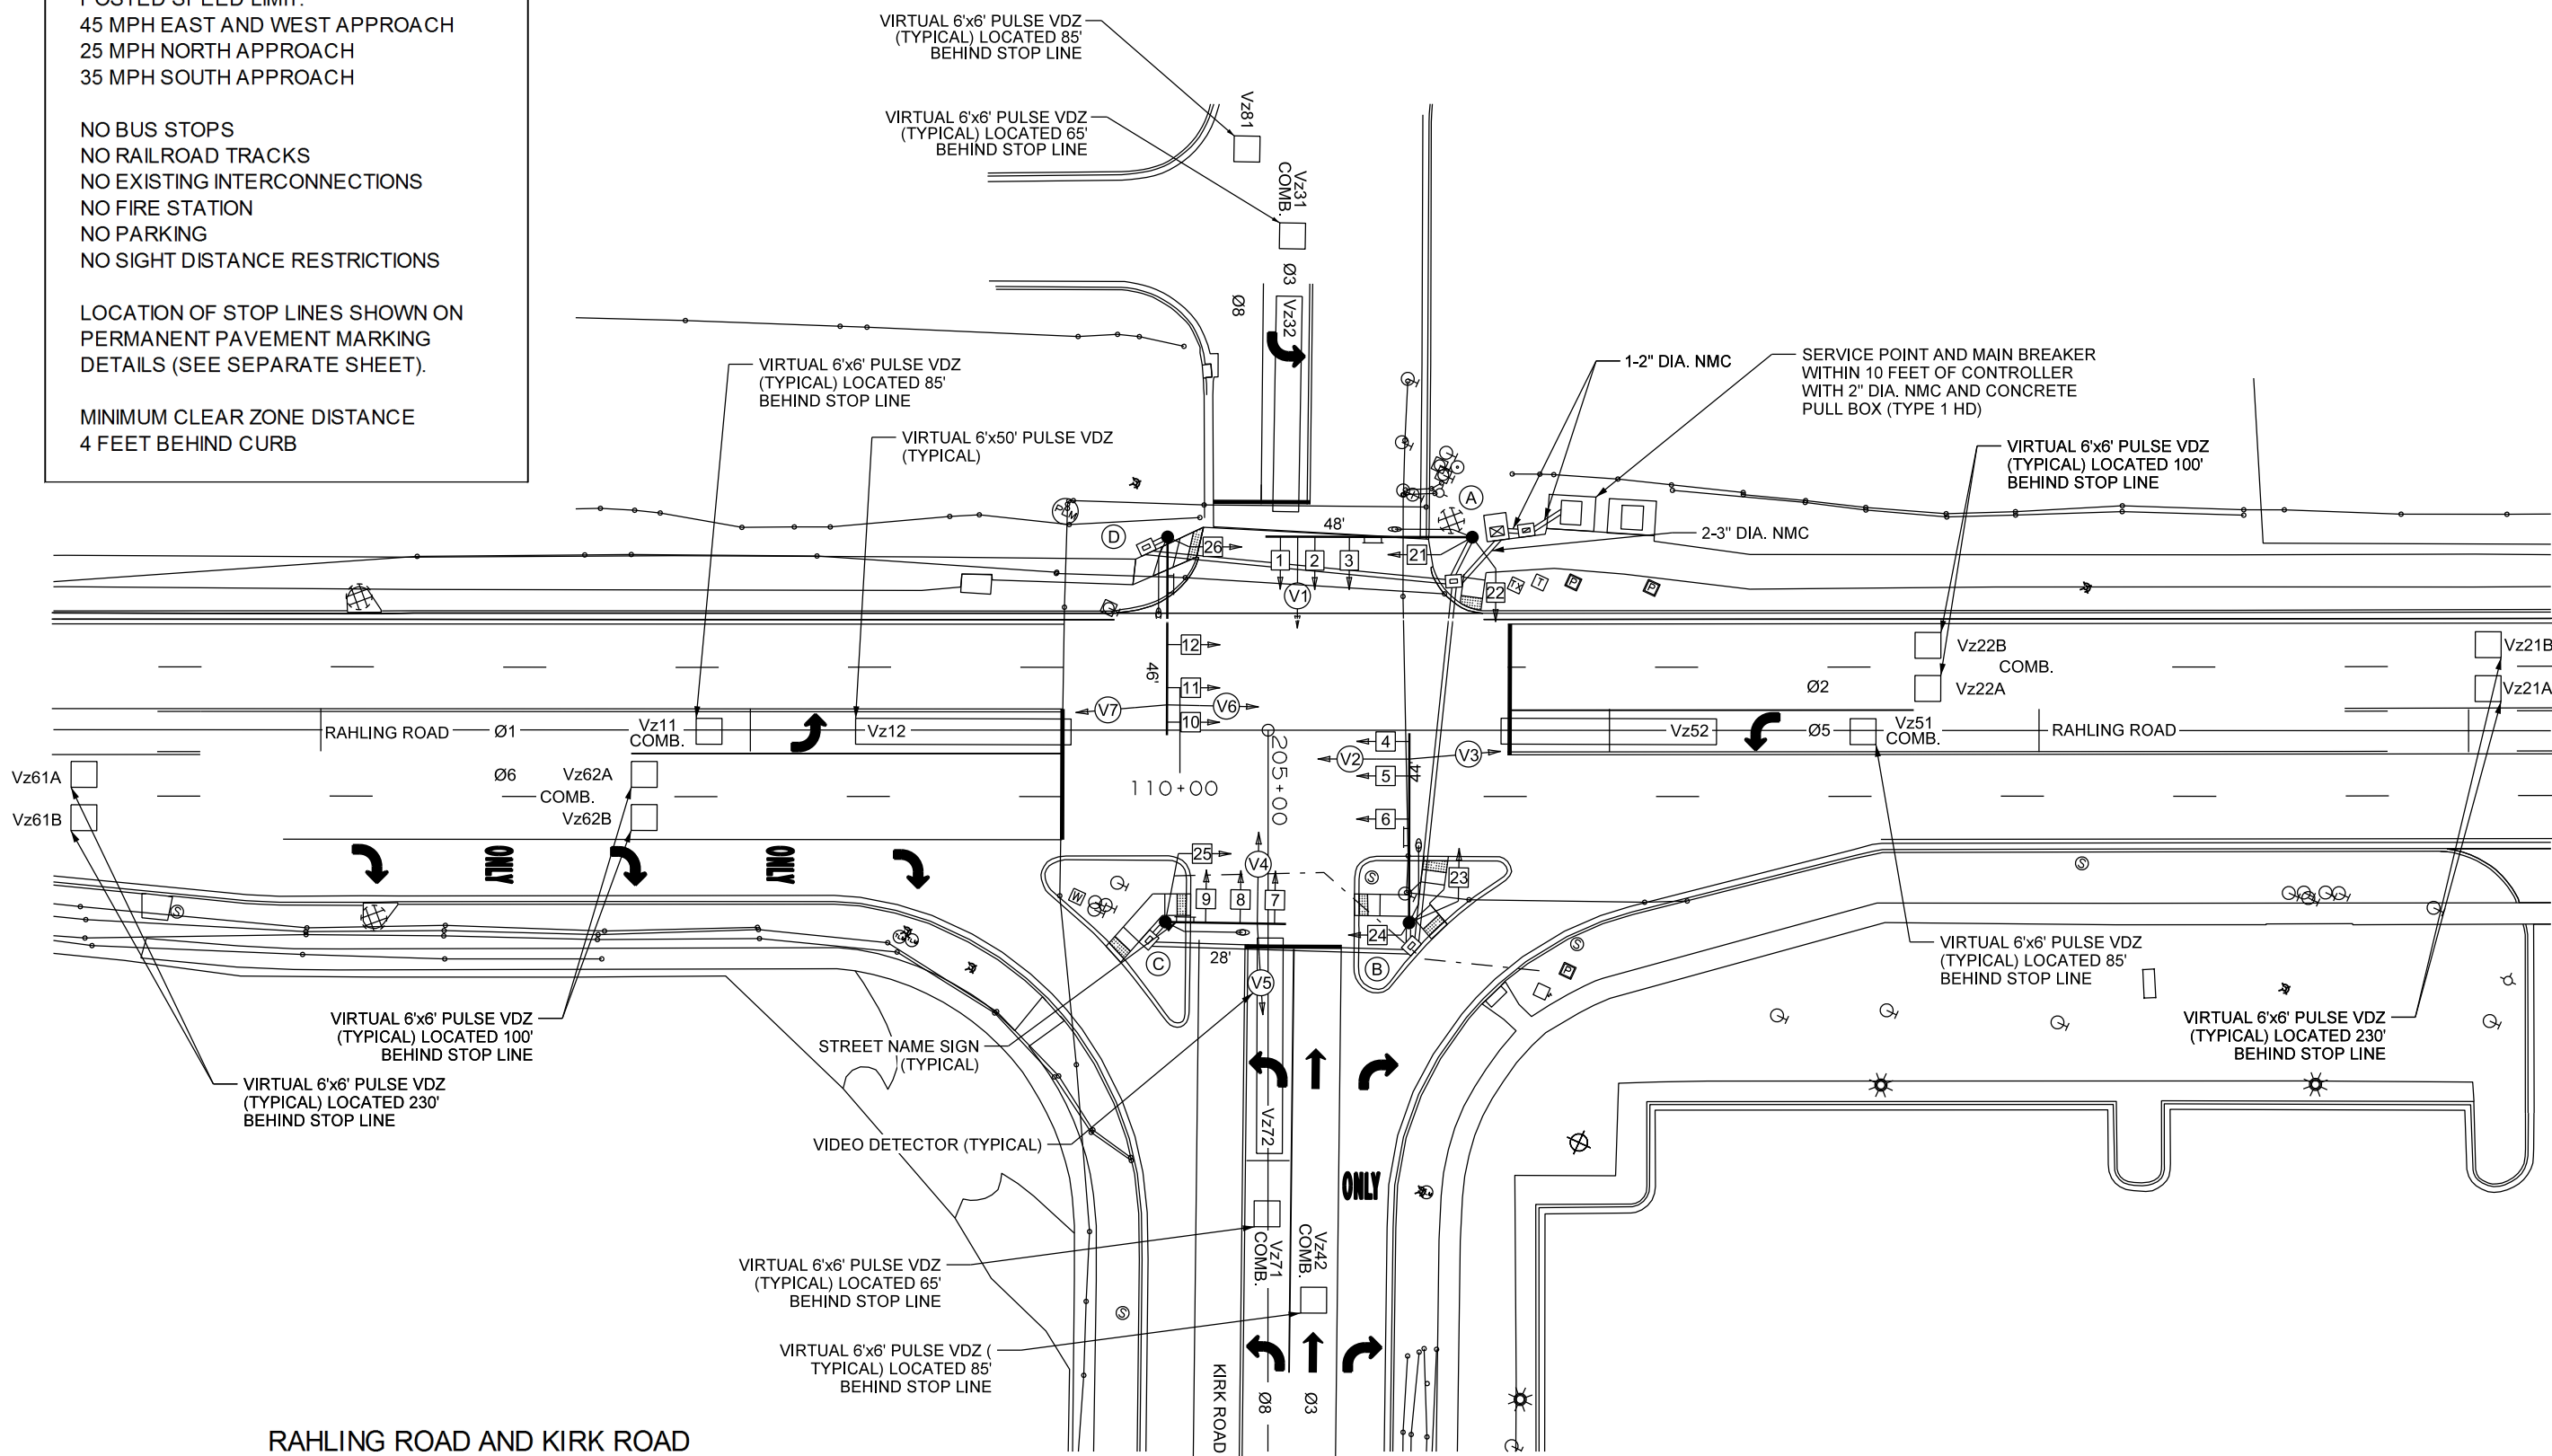 POSTED SPEED LIMIT:
45 MPH EAST AND WEST APPROACH
25 MPH NORTH APPROACH
35 MPH SOUTH APPROACH
NO BUS STOPS
NO RAILROAD TRACKS
NO EXISTING INTERCONNECTIONS
NO FIRE STATION
NO PARKING
NO SIGHT DISTANCE RESTRICTIONS
LOCATION OF STOP LINES SHOWN ON
PERMANENT PAVEMENT MARKING
DETAILS (SEE SEPARATE SHEET).
MINIMUM CLEAR ZONE DISTANCE
4 FEET BEHIND CURB
VIRTUAL 6'x6' PULSE VDZ
(TYPICAL) LOCATED 85'
BEHIND STOP LINE
Vz81
VIRTUAL 6'x6' PULSE VDZ
(TYPICAL) LOCATED 65'
BEHIND STOP LINE
Vz31
COMB.
Ø3
Ø8
Vz32
VIRTUAL 6'x6' PULSE VDZ
(TYPICAL) LOCATED 85'
BEHIND STOP LINE
VIRTUAL 6'x50' PULSE VDZ
(TYPICAL)
1-2" DIA. NMC
SERVICE POINT AND MAIN BREAKER
WITHIN 10 FEET OF CONTROLLER
WITH 2" DIA. NMC AND CONCRETE
PULL BOX (TYPE 1 HD)
VIRTUAL 6'x6' PULSE VDZ
(TYPICAL) LOCATED 100'
BEHIND STOP LINE
2-3" DIA. NMC
A
D
48'
26
1
2
3
21
22
V1
TX
T
P
P
12
46'
11
10
V7
V6
Vz22B
COMB.
Vz22A
Ø2
Vz21B
Vz21A
RAHLING ROAD
Ø1
Vz11
COMB.
Vz12
Vz52
Ø5
Vz51
COMB.
RAHLING ROAD
4
V2
V3
5
44'
6
205+00
110+00
Vz61A
Vz61B
Ø6
Vz62A
COMB.
Vz62B
ONLY
ONLY
25
V4
9
8
7
23
24
W
S
S
S
C
28'
B
V5
S
P
VIRTUAL 6'x6' PULSE VDZ
(TYPICAL) LOCATED 100'
BEHIND STOP LINE
VIRTUAL 6'x6' PULSE VDZ
(TYPICAL) LOCATED 230'
BEHIND STOP LINE
STREET NAME SIGN
(TYPICAL)
VIDEO DETECTOR (TYPICAL)
VIRTUAL 6'x6' PULSE VDZ
(TYPICAL) LOCATED 85'
BEHIND STOP LINE
VIRTUAL 6'x6' PULSE VDZ
(TYPICAL) LOCATED 230'
BEHIND STOP LINE
Vz72
ONLY
Vz71
COMB.
Vz42
COMB.
VIRTUAL 6'x6' PULSE VDZ
(TYPICAL) LOCATED 65'
BEHIND STOP LINE
VIRTUAL 6'x6' PULSE VDZ (
TYPICAL) LOCATED 85'
BEHIND STOP LINE
S
KIRK ROAD
Ø8
Ø3
RAHLING ROAD AND KIRK ROAD